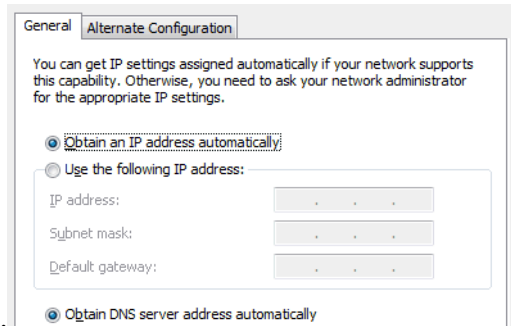 General
Alternate Configuration
You can get IP settings assigned automatically if your network supports
this capability. Otherwise, you need to ask your network administrator
for the appropriate IP settings.
Obtain an IP address automatically
Use the following IP address:
IP address:
Subnet mask:
Default gateway:
Obtain DNS server address automatically